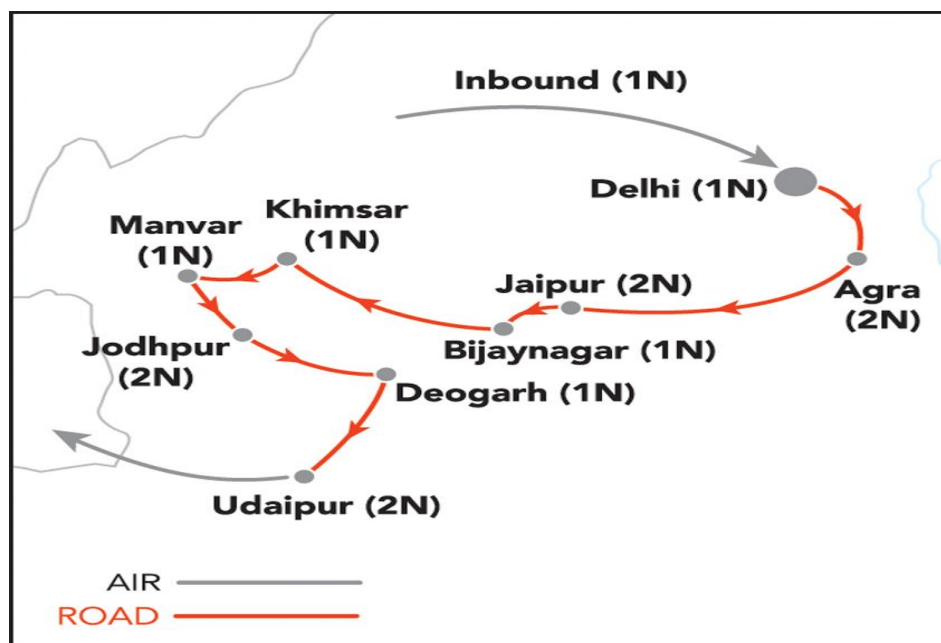 Inbound (1N)
Delhi (1N)
Khimsar
(1N)
Manvar
(1N)
Jaipur (2N)
Agra
(2N)
Bijaynagar (1N)
Jodhpur
(2N)
Deogarh (1N)
Udaipur (2N)
AIR
ROAD